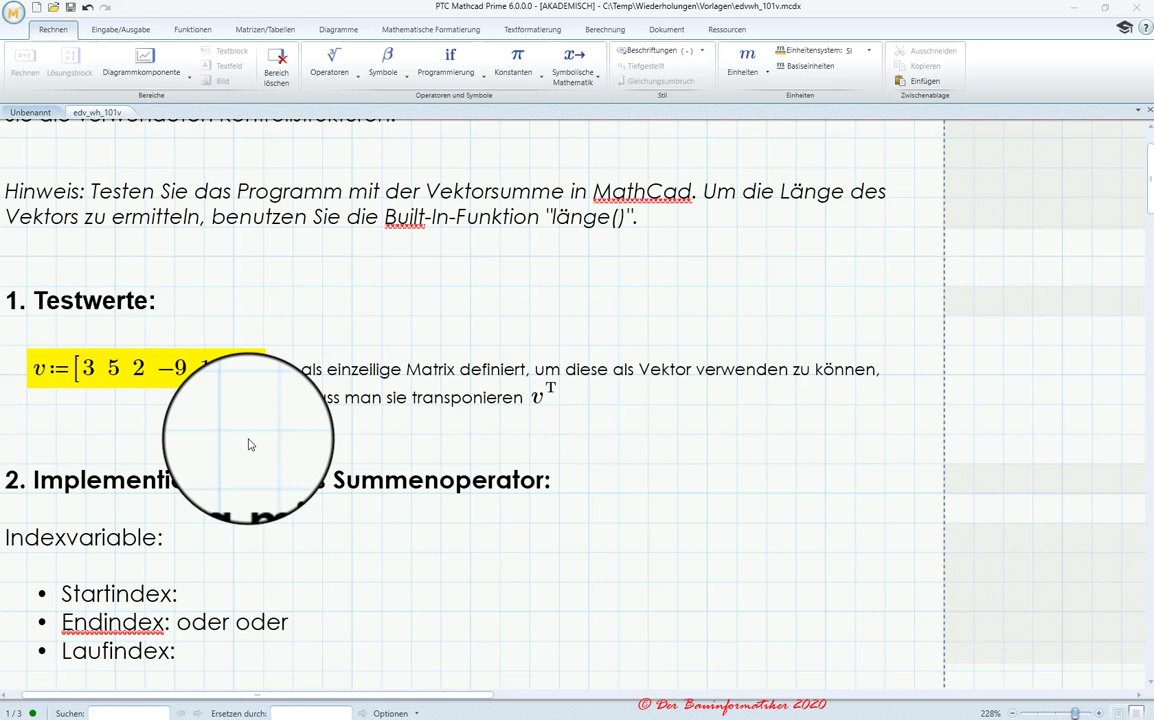 PTC Mathcad Prime 6.0.0.0 - [AKADEMISCH] - C:\Temp\Wiederholungen\Vorlagen\edvwh_101v.mcdx
Rechnen Eingabe/Ausgabe Funktionen Matrizen/Tabellen Diagramme Mathematische Formatierung Textformatierung Berechnung Dokument Ressourcen
Rechnen Lösungsblock Diagrammkomponente Textblock Textfeld Bild Bereich löschen
Operatoren Symbole Programmierung Konstanten Symbolische Mathematik
Beschriftungen ( - ) Tiefgestellt Gleichungsumbruch
Einheiten Einheitensystem: SI Basiseinheiten
Ausschneiden Kopieren Einfügen
Bereiche Operatoren und Symbole Stil Einheiten Zwischenablage
Unbenannt edv_wh_101v
Sie die verwendeten Kontrollstrukturen.
Hinweis: Testen Sie das Programm mit der Vektorsumme in MathCad. Um die Länge des
Vektors zu ermitteln, benutzen Sie die Built-In-Funktion "länge()".
1. Testwerte:
v := [3 5 2 −9 1
als einzeilige Matrix definiert, um diese als Vektor verwenden zu können,
ss man sie transponieren v^T
2. Implementi s Summenoperator:
Indexvariable:
• Startindex:
• Endindex: oder oder
• Laufindex:
© Der Bauinformatiker 2020
1 / 3 Suchen: Ersetzen durch: Optionen 228%